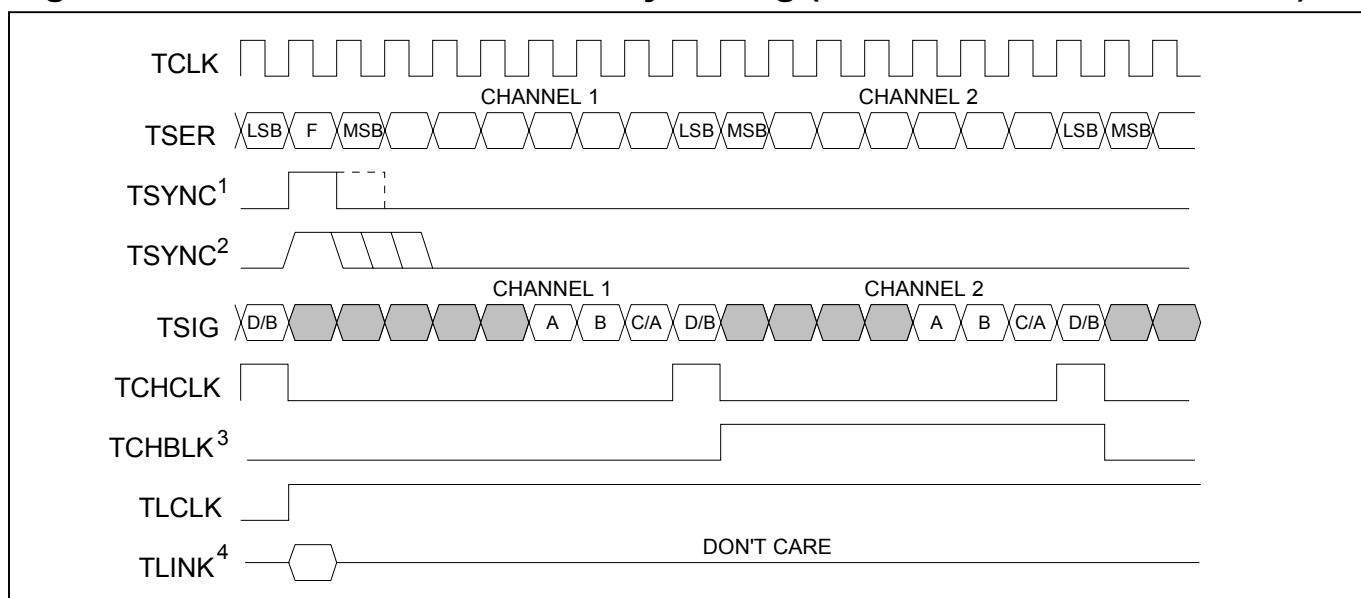 TCLK
CHANNEL 1 CHANNEL 2
TSER LSB F MSB LSB MSB LSB MSB
TSYNC1
TSYNC2
CHANNEL 1 CHANNEL 2
TSIG D/B A B C/A D/B A B C/A D/B
TCHCLK
TCHBLK3
TLCLK
DON'T CARE
TLINK4